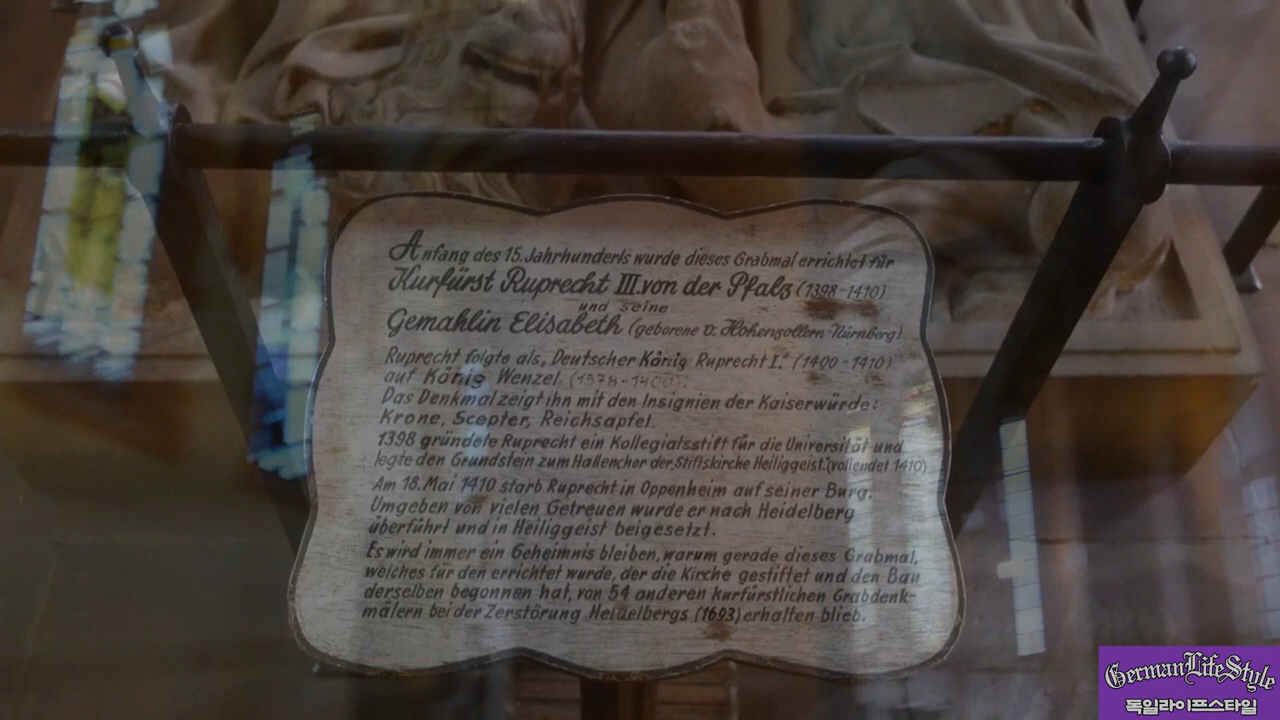 Anfang des 15. Jahrhunderts wurde dieses Grabmal errichtet für
Kurfürst Ruprecht III. von der Pfalz (1398-1410)
und seine
Gemahlin Elisabeth (geborene v. Hohenzollern-Nürnberg)
Ruprecht folgte als „Deutscher König Ruprecht I." (1400-1410)
auf König Wenzel. (1378-1400).
Das Denkmal zeigt ihn mit den Insignien der Kaiserwürde:
Krone, Scepter, Reichsapfel.
1398 gründete Ruprecht ein Kollegiatsstift für die Universität und
legte den Grundstein zum Hallenchor der Stiftskirche Heiliggeist. (vollendet 1410)
Am 18. Mai 1410 starb Ruprecht in Oppenheim auf seiner Burg.
Umgeben von vielen Getreuen wurde er nach Heidelberg
überführt und in Heiliggeist beigesetzt.
Es wird immer ein Geheimnis bleiben, warum gerade dieses Grabmal,
welches für den errichtet wurde, der die Kirche gestiftet und den Bau
derselben begonnen hat, von 54 anderen kurfürstlichen Grabdenk-
mälern bei der Zerstörung Heidelbergs (1693) erhalten blieb.
GermanLifeStyle
독일라이프스타일